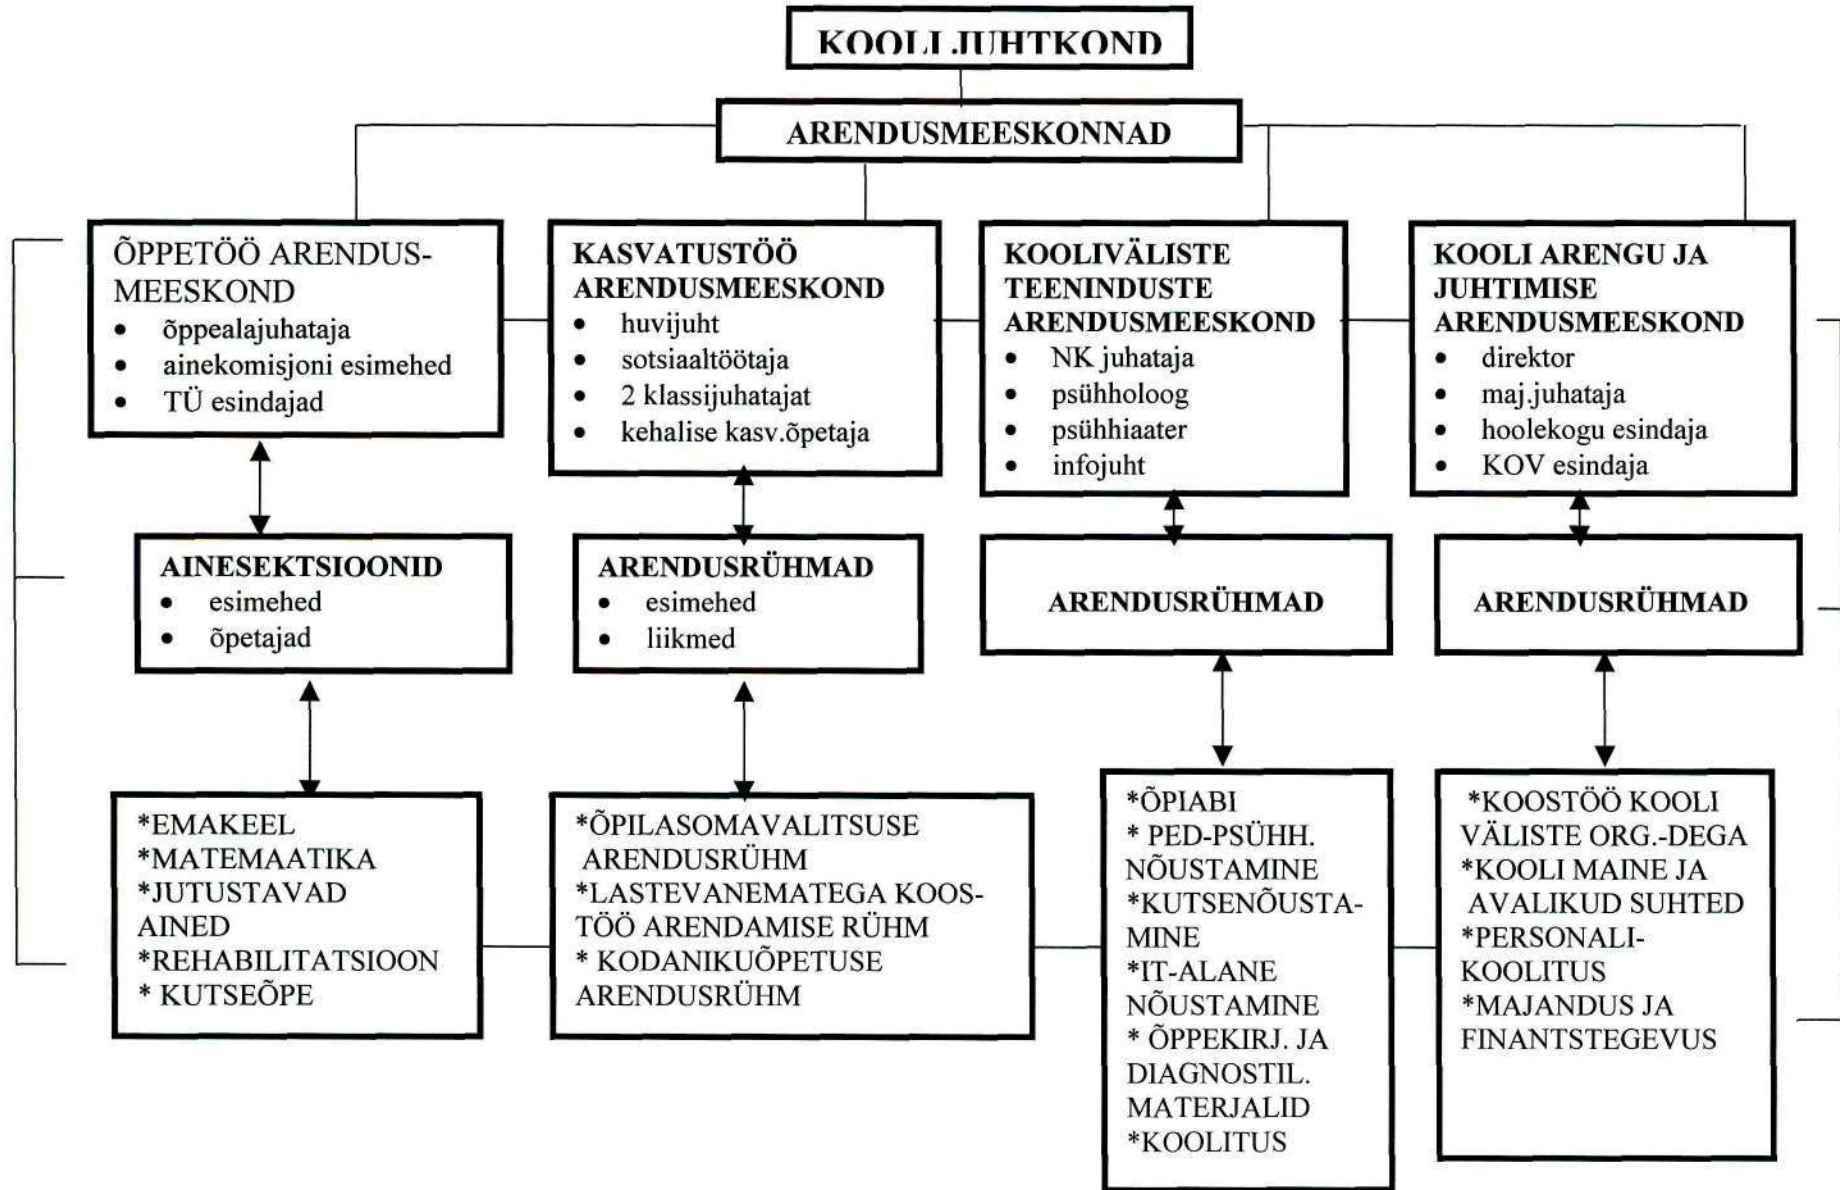 KOOLI JUHTKOND
ARENDUSMEESKONNAD
ÕPPETÖÖ ARENDUS-
MEESKOND
• õppealajuhataja
• ainekomisjoni esimehed
• TÜ esindajad
KASVATUSTÖÖ
ARENDUSMEESKOND
• huvijuht
• sotsiaaltöötaja
• 2 klassijuhatajat
• kehalise kasv.õpetaja
KOOLIVÄLISTE
TEENINDUSTE
ARENDUSMEESKOND
• NK juhataja
• psühholoog
• psühhiaater
• infojuht
KOOLI ARENGU JA
JUHTIMISE
ARENDUSMEESKOND
• direktor
• maj.juhataja
• hoolekogu esindaja
• KOV esindaja
AINESEKTSIOONID
• esimehed
• õpetajad
ARENDUSRÜHMAD
• esimehed
• liikmed
ARENDUSRÜHMAD
ARENDUSRÜHMAD
*EMAKEEL
*MATEMAATIKA
*JUTUSTAVAD
AINED
*REHABILITATSIOON
* KUTSEÕPE
*ÕPILASOMAVALITSUSE
ARENDUSRÜHM
*LASTEVANEMATEGA KOOS-
TÖÖ ARENDAMISE RÜHM
* KODANIKUÕPETUSE
ARENDUSRÜHM
*ÕPIABI
* PED-PSÜHH.
NÕUSTAMINE
*KUTSENÕUSTA-
MINE
*IT-ALANE
NÕUSTAMINE
* ÕPPEKIRJ. JA
DIAGNOSTIL.
MATERJALID
*KOOLITUS
*KOOSTÖÖ KOOLI
VÄLISTE ORG.-DEGA
*KOOLI MAINE JA
AVALIKUD SUHTED
*PERSONALI-
KOOLITUS
*MAJANDUS JA
FINANTSTEGEVUS